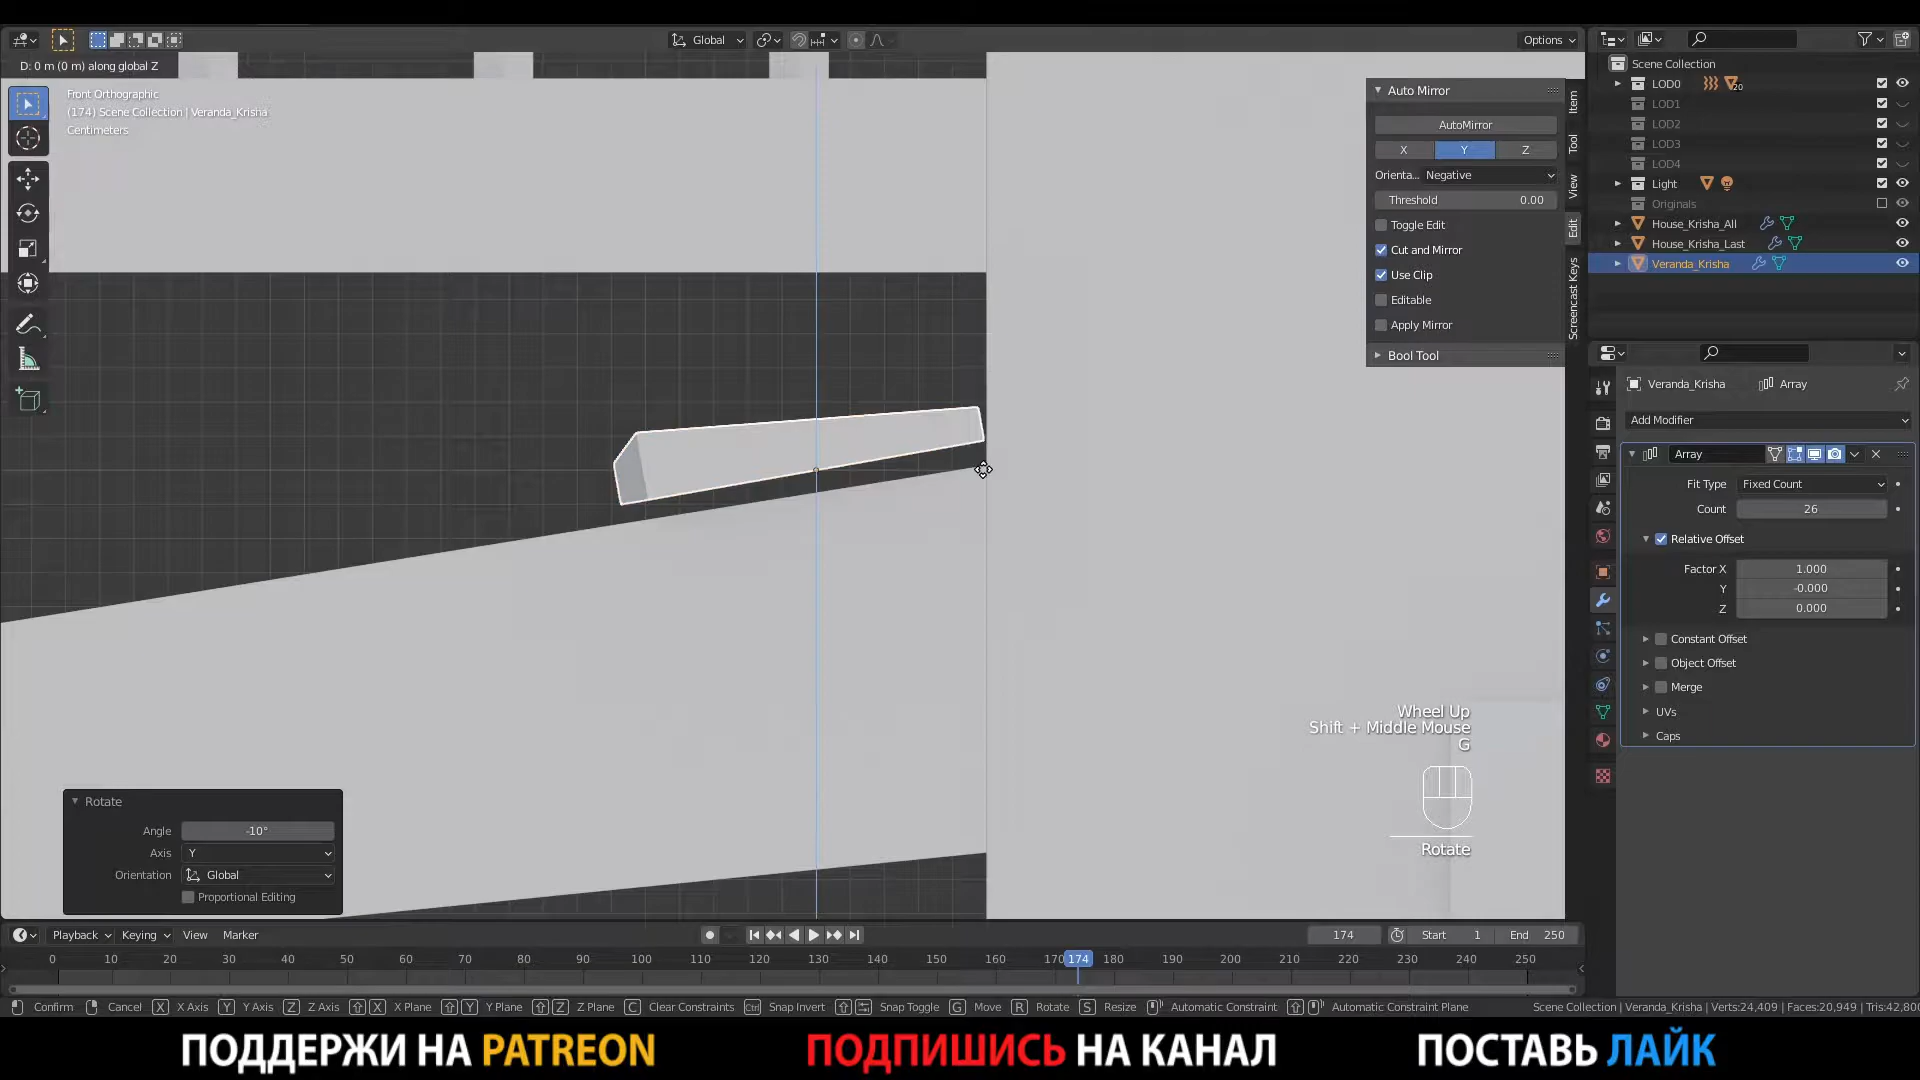 Global
Options
D: 0 m (0 m) along global Z
Front Orthographic
(174) Scene Collection | Veranda_Krisha
Centimeters
Auto Mirror
AutoMirror
X Y Z
Orienta... Negative
Threshold 0.00
Toggle Edit
Cut and Mirror
Use Clip
Editable
Apply Mirror
Bool Tool
Item
Tool
View
Edit
Screencast Keys
Scene Collection
LOD0 20
LOD1
LOD2
LOD3
LOD4
Light
Originals
House_Krisha_All
House_Krisha_Last
Veranda_Krisha
Veranda_Krisha Array
Add Modifier
Array
Fit Type Fixed Count
Count 26
Relative Offset
Factor X 1.000
Y -0.000
Z 0.000
Constant Offset
Object Offset
Merge
UVs
Caps
Wheel Up
Shift + Middle Mouse
G
Rotate
Rotate
Angle -10°
Axis Y
Orientation Global
Proportional Editing
Playback Keying View Marker
174 Start 1 End 250
0 10 20 30 40 50 60 70 80 90 100 110 120 130 140 150 160 170 174 180 190 200 210 220 230 240 250
Confirm Cancel X X Axis Y Y Axis Z Z Axis X X Plane Y Y Plane Z Z Plane C Clear Constraints Ctrl Snap Invert Snap Toggle G Move R Rotate S Resize Automatic Constraint Automatic Constraint Plane Scene Collection | Veranda_Krisha | Verts:24,409 | Faces:20,949 | Tris:42,800
ПОДДЕРЖИ НА PATREON ПОДПИШИСЬ НА КАНАЛ ПОСТАВЬ ЛАЙК